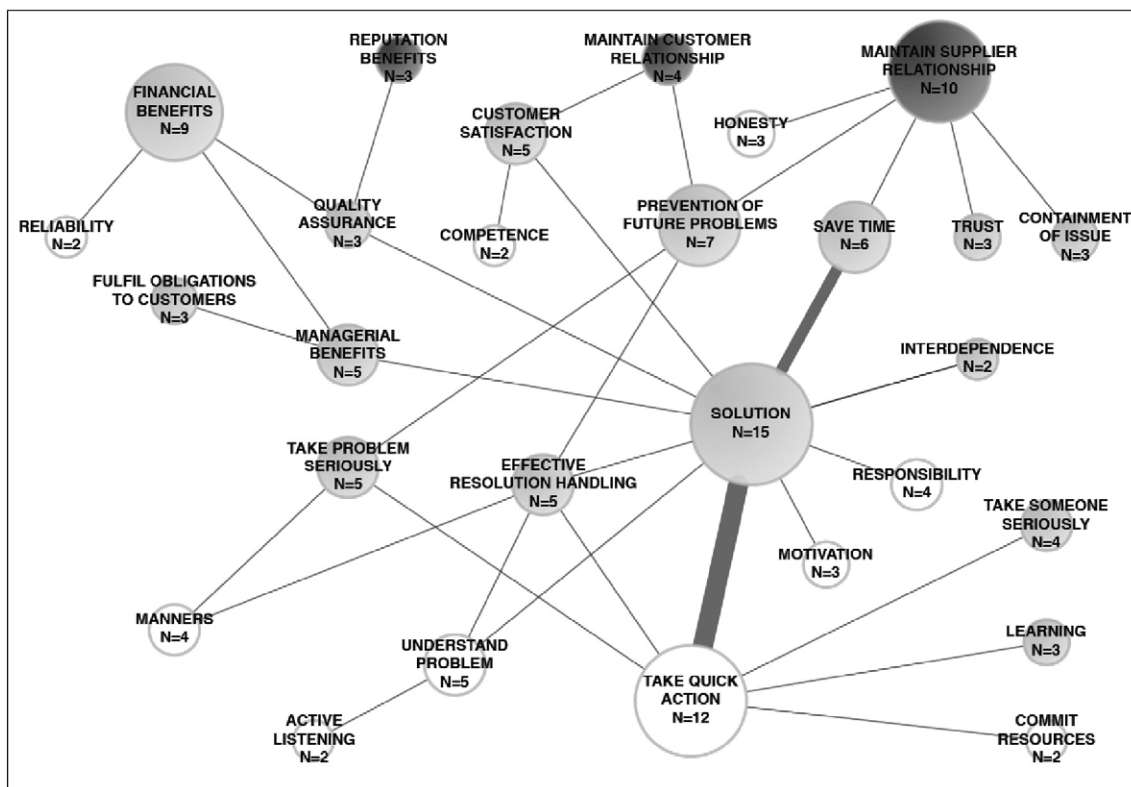 REPUTATION
BENEFITS
N=3
MAINTAIN CUSTOMER
RELATIONSHIP
N=4
MAINTAIN SUPPLIER
RELATIONSHIP
N=10
FINANCIAL
BENEFITS
N=9
CUSTOMER
SATISFACTION
N=5
HONESTY
N=3
RELIABILITY
N=2
QUALITY
ASSURANCE
N=3
COMPETENCE
N=2
PREVENTION OF
FUTURE PROBLEMS
N=7
SAVE TIME
N=6
TRUST
N=3
CONTAINMENT
OF ISSUE
N=3
FULFIL OBLIGATIONS
TO CUSTOMERS
N=3
MANAGERIAL
BENEFITS
N=5
INTERDEPENDENCE
N=2
SOLUTION
N=15
TAKE PROBLEM
SERIOUSLY
N=5
EFFECTIVE
RESOLUTION HANDLING
N=5
RESPONSIBILITY
N=4
TAKE SOMEONE
SERIOUSLY
N=4
MOTIVATION
N=3
MANNERS
N=4
UNDERSTAND
PROBLEM
N=5
LEARNING
N=3
TAKE QUICK
ACTION
N=12
ACTIVE
LISTENING
N=2
COMMIT
RESOURCES
N=2